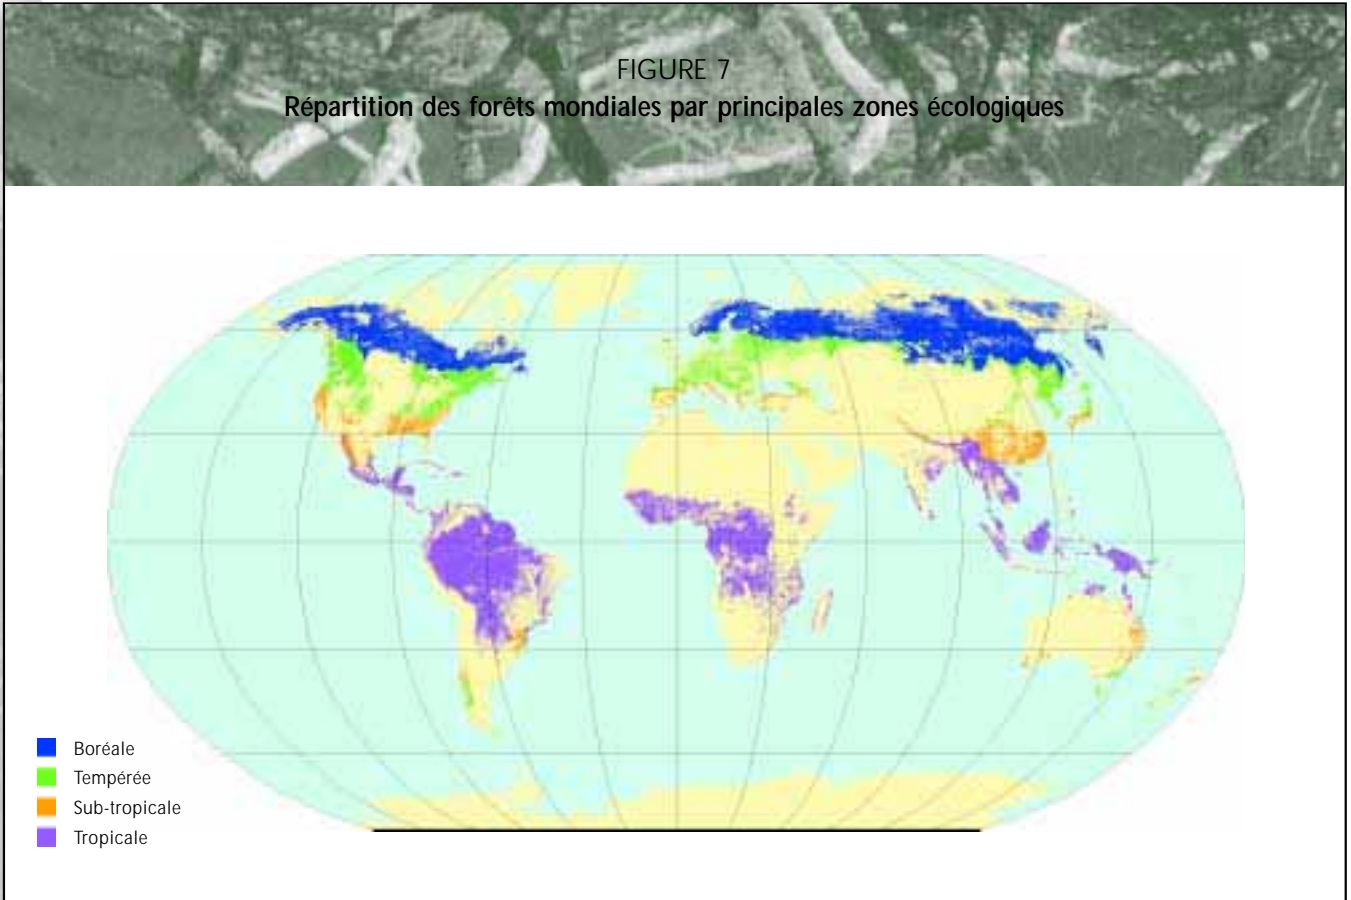 FIGURE 7
Répartition des forêts mondiales par principales zones écologiques
Boréale
Tempérée
Sub-tropicale
Tropicale